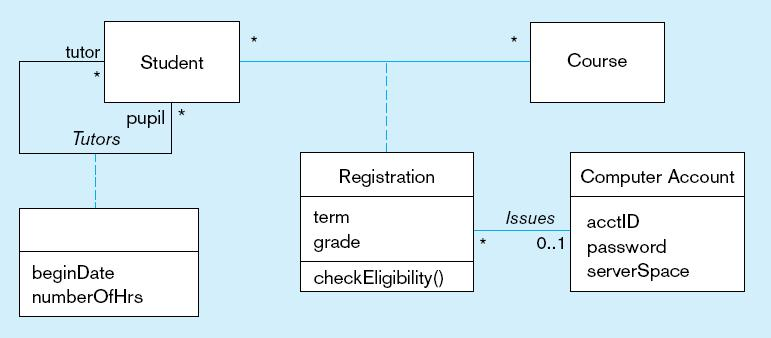 * *
tutor
Student
Course
*
pupil *
Tutors
Registration
Computer Account
term
grade
Issues
* 0..1
acctID
password
serverSpace
beginDate
numberOfHrs
checkEligibility()